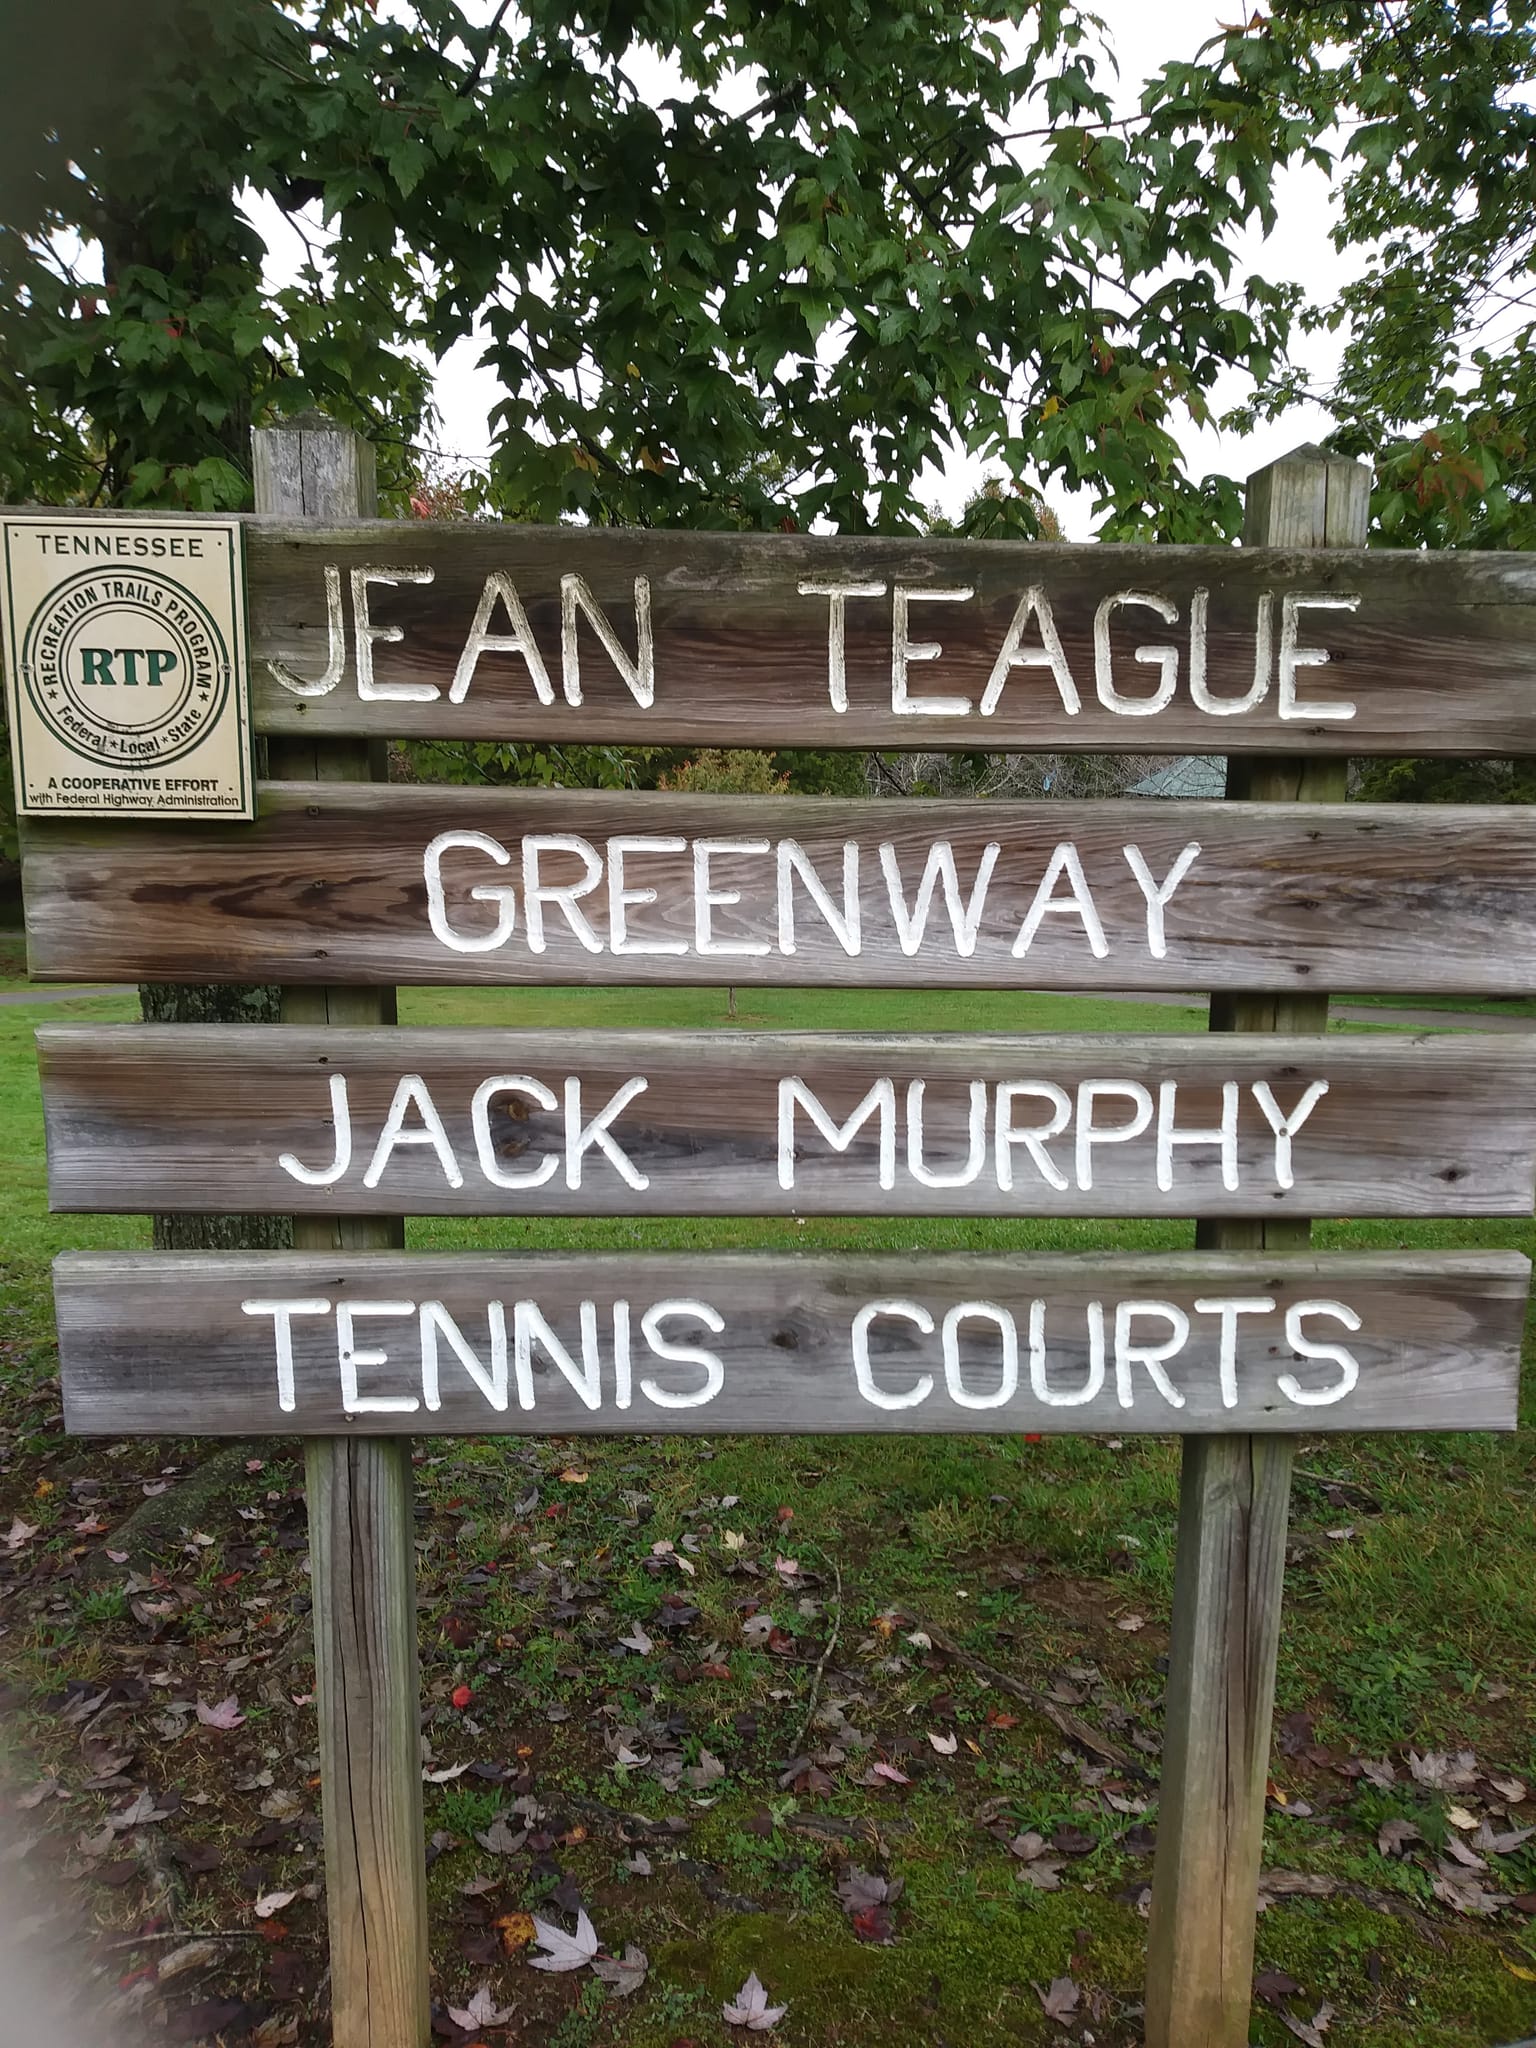 TENNESSEE
RECREATION TRAILS PROGRAM
RTP
Federal ★ Local ★ State
A COOPERATIVE EFFORT
with Federal Highway Administration
JEAN TEAGUE
GREENWAY
JACK MURPHY
TENNIS COURTS